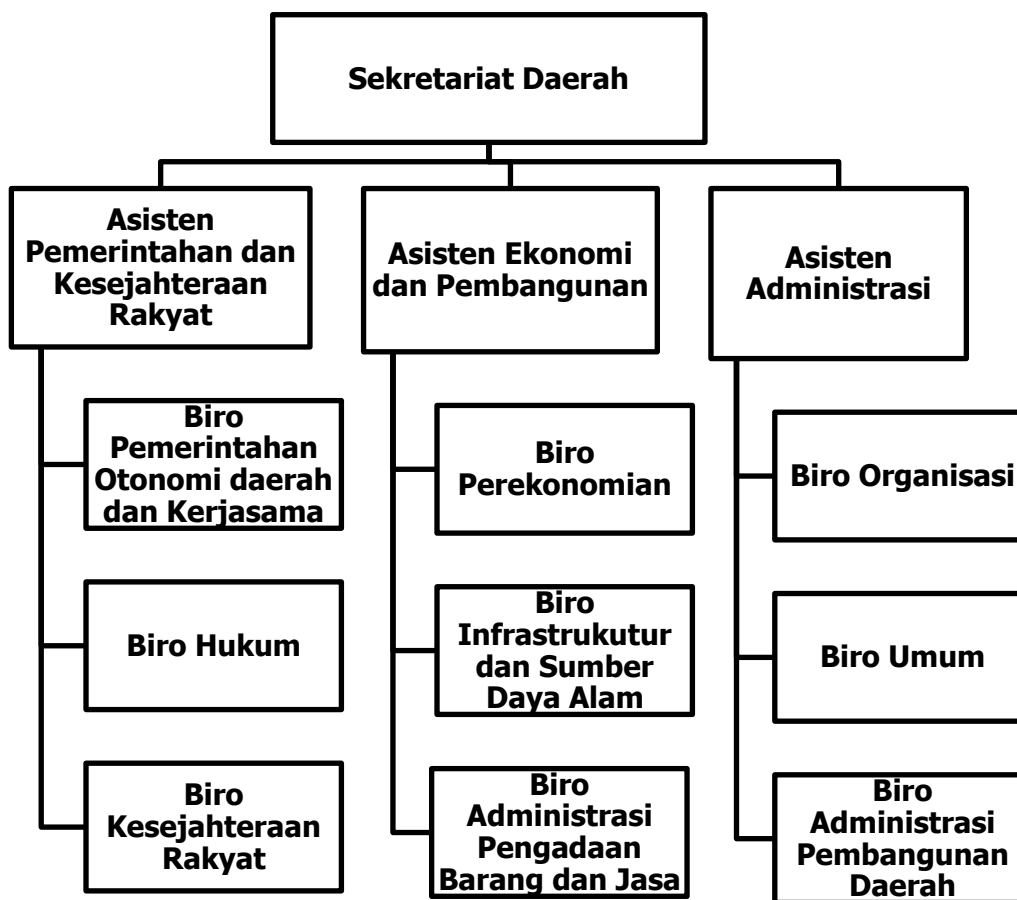 Sekretariat Daerah
Asisten
Pemerintahan dan
Kesejahteraan
Rakyat
Asisten Ekonomi
dan Pembangunan
Asisten
Administrasi
Biro
Pemerintahan
Otonomi daerah
dan Kerjasama
Biro
Perekonomian
Biro Organisasi
Biro Hukum
Biro
Infrastrukutur
dan Sumber
Daya Alam
Biro Umum
Biro
Kesejahteraan
Rakyat
Biro
Administrasi
Pengadaan
Barang dan Jasa
Biro
Administrasi
Pembangunan
Daerah